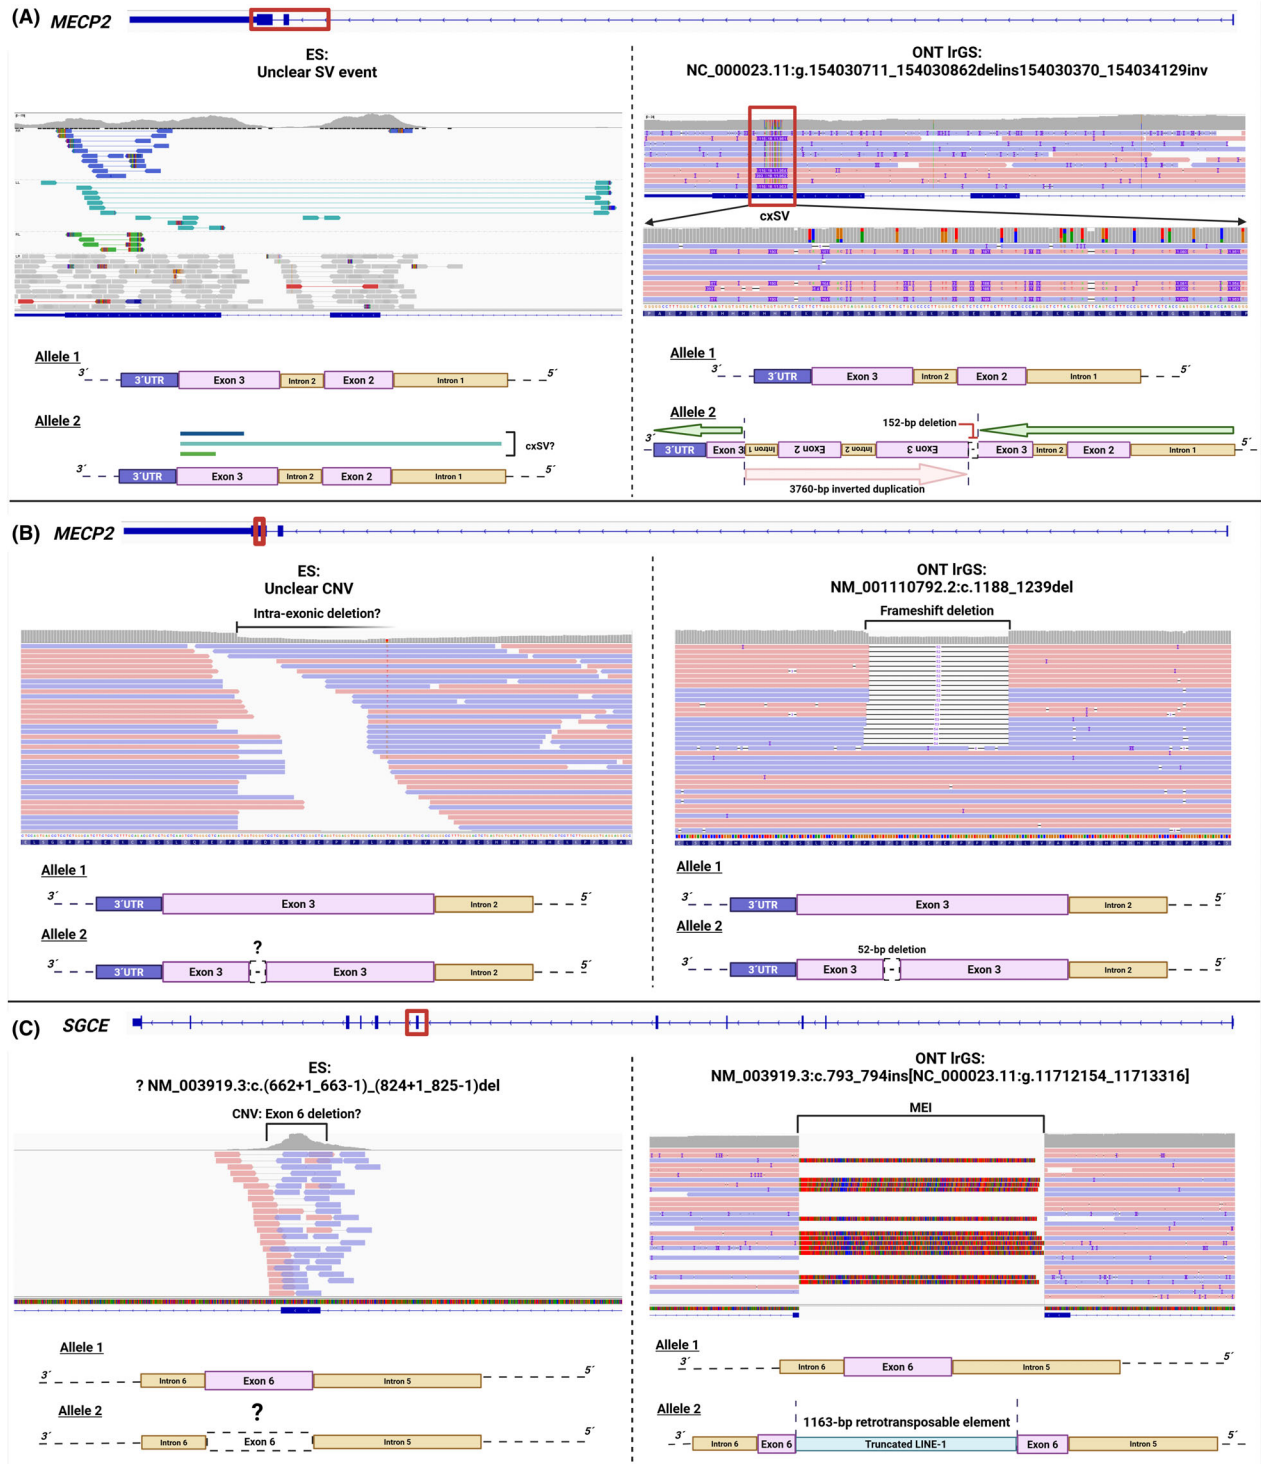 (A) MECP2
ES:
Unclear SV event
ONT lrGS:
NC_000023.11:g.154030711_154030862delins154030370_154034129inv
cxSV
Allele 1
3´ 3´UTR Exon 3 Intron 2 Exon 2 Intron 1 5´
Allele 2
cxSV?
3´ 3´UTR Exon 3 Intron 2 Exon 2 Intron 1 5´
Allele 1
3´ 3´UTR Exon 3 Intron 2 Exon 2 Intron 1 5´
Allele 2
152-bp deletion
3´ 3´UTR Exon 3 Intron 1 Exon 2 Intron 2 Exon 3 - Exon 3 Intron 2 Exon 2 Intron 1 5´
3760-bp inverted duplication
(B) MECP2
ES:
Unclear CNV
Intra-exonic deletion?
ONT lrGS:
NM_001110792.2:c.1188_1239del
Frameshift deletion
Allele 1
3´ 3´UTR Exon 3 Intron 2 5´
Allele 2
?
3´ 3´UTR Exon 3 - Exon 3 Intron 2 5´
Allele 1
3´ 3´UTR Exon 3 Intron 2 5´
Allele 2
52-bp deletion
3´ 3´UTR Exon 3 - Exon 3 Intron 2 5´
(C) SGCE
ES:
? NM_003919.3:c.(662+1_663-1)_(824+1_825-1)del
CNV: Exon 6 deletion?
ONT lrGS:
NM_003919.3:c.793_794ins[NC_000023.11:g.11712154_11713316]
MEI
Allele 1
3´ Intron 6 Exon 6 Intron 5 5´
Allele 2
?
3´ Intron 6 Exon 6 Intron 5 5´
Allele 1
3´ Intron 6 Exon 6 Intron 5 5´
Allele 2
1163-bp retrotransposable element
3´ Intron 6 Exon 6 Truncated LINE-1 Exon 6 Intron 5 5´